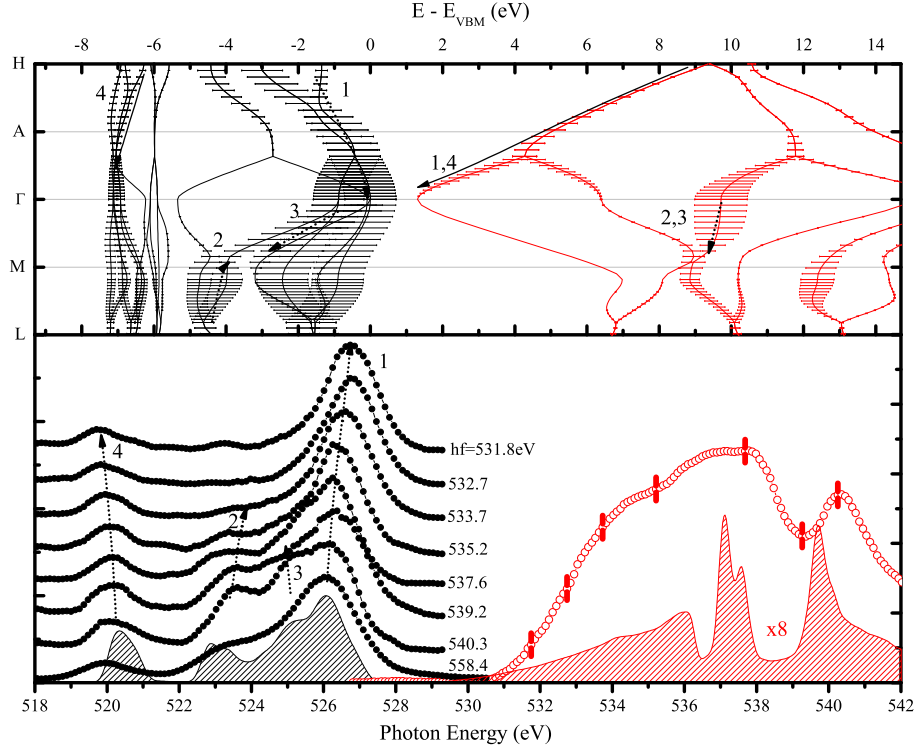 E - E_VBM (eV)
-8 -6 -4 -2 0 2 4 6 8 10 12 14
H
4
1
A
1,4
Γ
3
2,3
2
M
L
1
4
hf=531.8eV
532.7
2
533.7
535.2
3
537.6
539.2
x8
540.3
558.4
518 520 522 524 526 528 530 532 534 536 538 540 542
Photon Energy (eV)